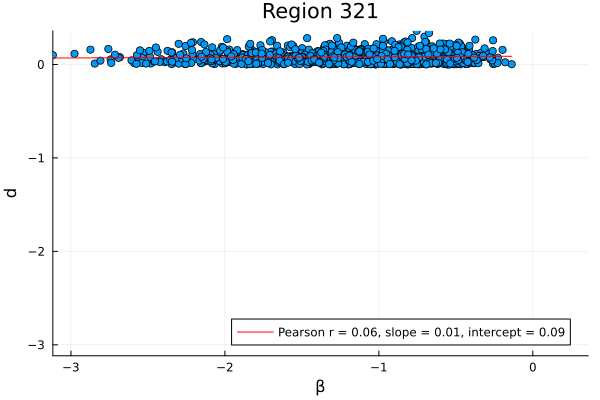 Region 321
d
0
−1
−2
−3
Pearson r = 0.06, slope = 0.01, intercept = 0.09
−3
−2
−1
0
β